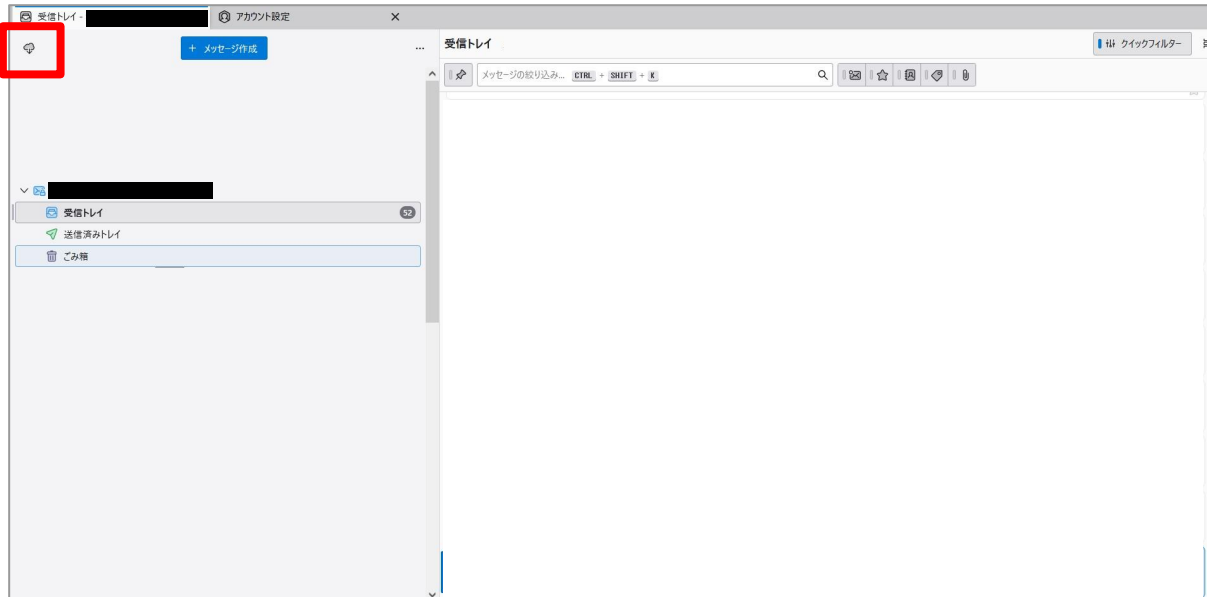 受信トレイ -
アカウント設定
+ メッセージ作成
...
受信トレイ
クイックフィルター
メッセージの絞り込み... CTRL + SHIFT + K
受信トレイ
52
送信済みトレイ
ごみ箱